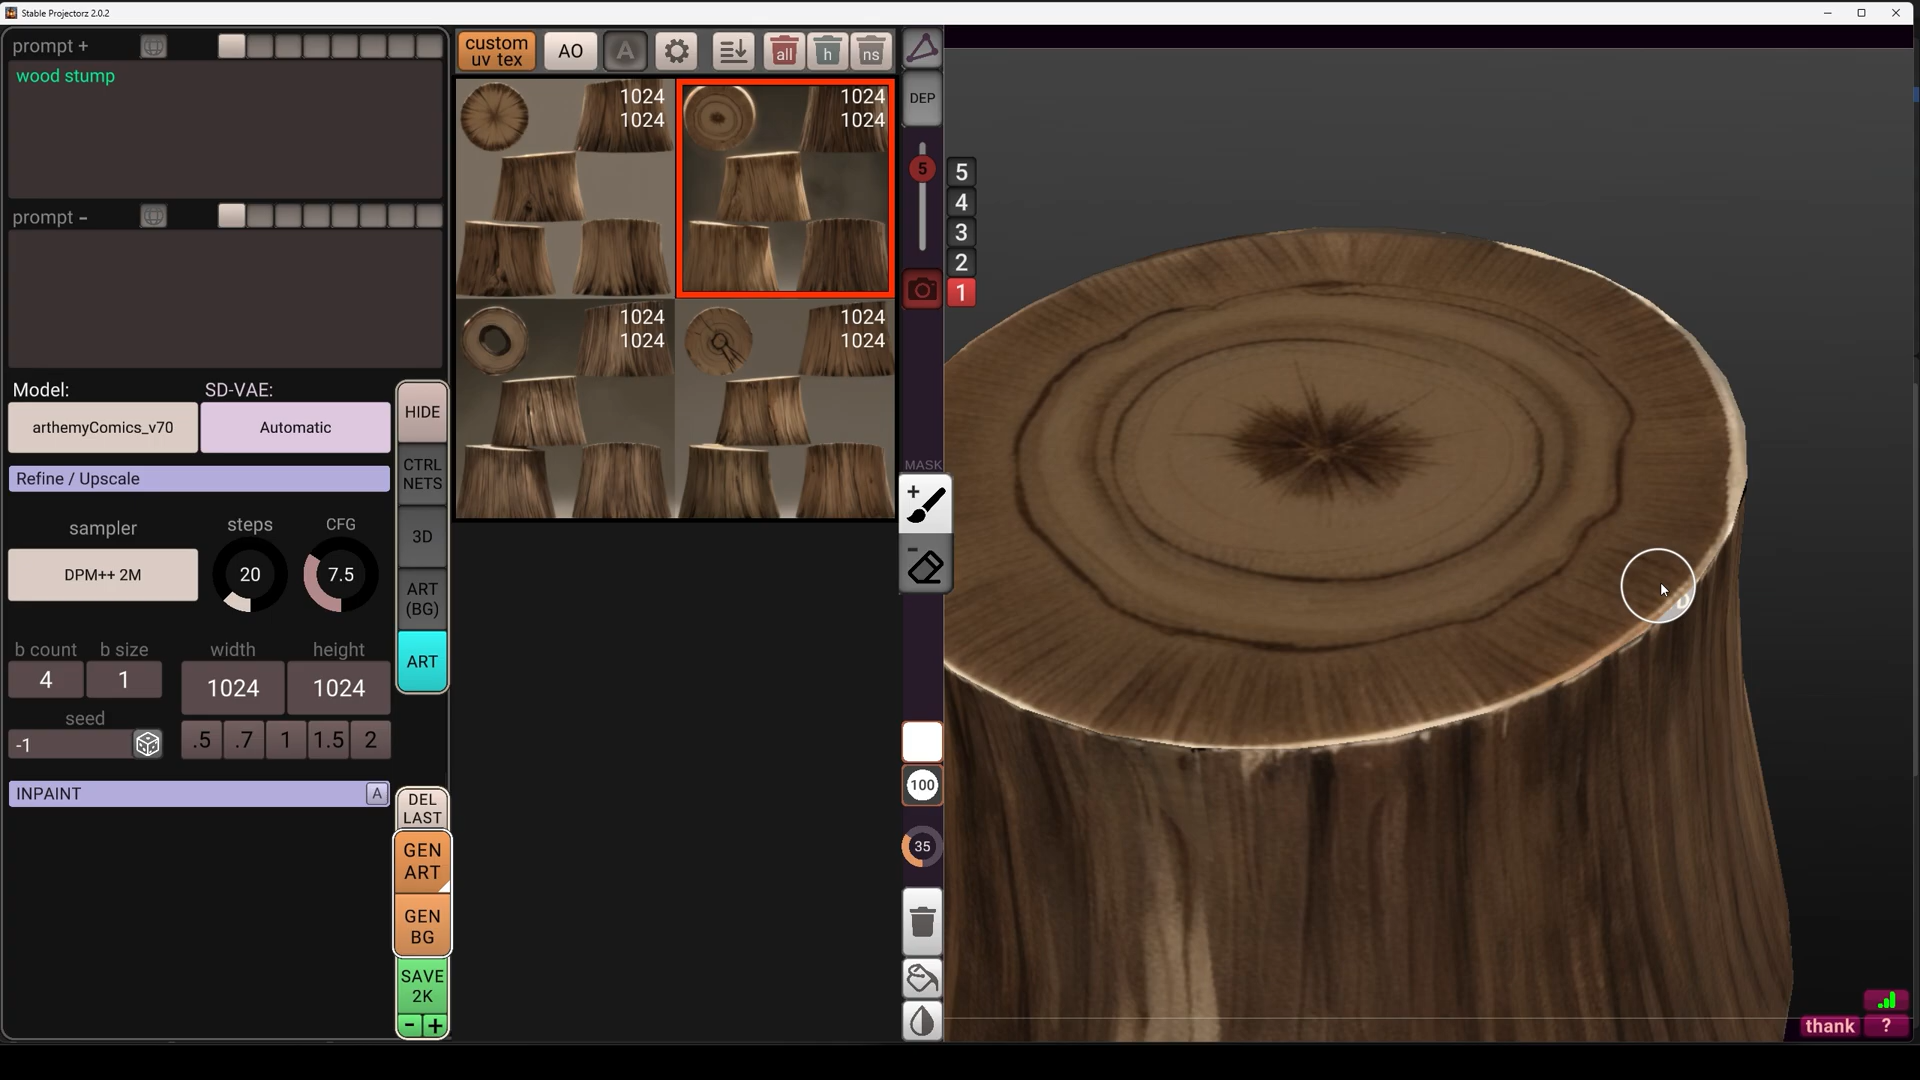 Stable Projectorz 2.0.2
prompt +
wood stump
prompt -
Model:
SD-VAE:
arthemyComics_v70
Automatic
Refine / Upscale
sampler
steps
CFG
DPM++ 2M
20
7.5
b count
b size
width
height
4
1
1024
1024
seed
-1
.5
.7
1
1.5
2
INPAINT
A
HIDE
CTRL
NETS
3D
ART
(BG)
ART
DEL
LAST
GEN
ART
GEN
BG
SAVE
2K
- +
custom
uv tex
AO
A
all
h
ns
1024
1024
1024
1024
1024
1024
1024
1024
DEP
5
MASK
+
-
100
35
5
4
3
2
1
thank
?